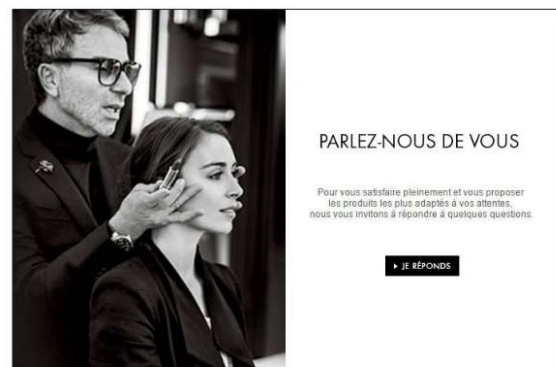 PARLEZ-NOUS DE VOUS
Pour vous satisfaire pleinement et vous proposer
les produits les plus adaptés á vos attentes,
nous vous invitons á répondre á quelques questions.
JE RÉPONDS